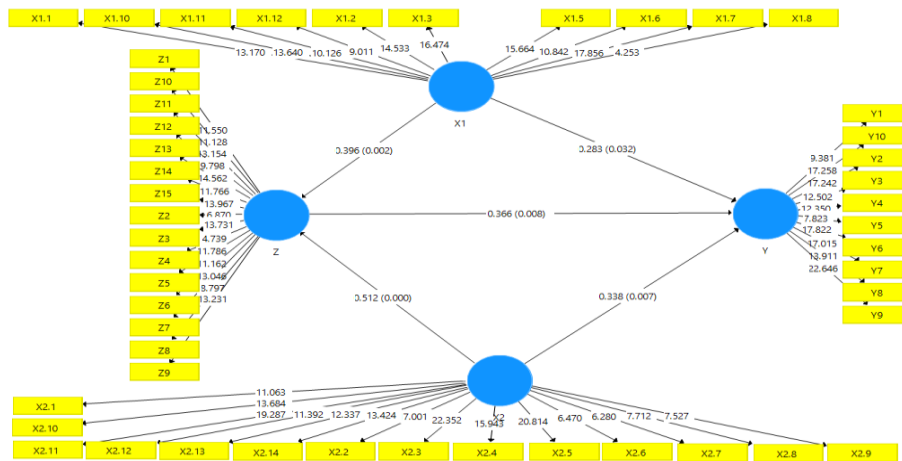 X1.1 X1.10 X1.11 X1.12 X1.2 X1.3 X1.5 X1.6 X1.7 X1.8
13.170 13.640 10.126 9.011 14.533 16.474 15.664 10.842 17.856 4.253
X1
Z1
Z10
Z11
Z12
Z13
Z14
Z15
Z2
Z3
Z4
Z5
Z6
Z7
Z8
Z9
11.550
11.128
13.154
9.798
14.562
11.766
13.967
6.870
13.731
4.739
11.786
11.162
13.046
8.797
13.231
Z
0.396 (0.002)
0.283 (0.032)
0.366 (0.008)
0.512 (0.000)
0.338 (0.007)
Y1
Y10
Y2
Y3
Y4
Y5
Y6
Y7
Y8
Y9
9.381
17.258
17.242
12.502
12.350
7.823
17.822
17.015
13.911
22.646
Y
X2
11.063
13.684
19.287 11.392 12.337 13.424 7.001 22.352 15.943 20.814 6.470 6.280 7.712 7.527
X2.1
X2.10
X2.11 X2.12 X2.13 X2.14 X2.2 X2.3 X2.4 X2.5 X2.6 X2.7 X2.8 X2.9